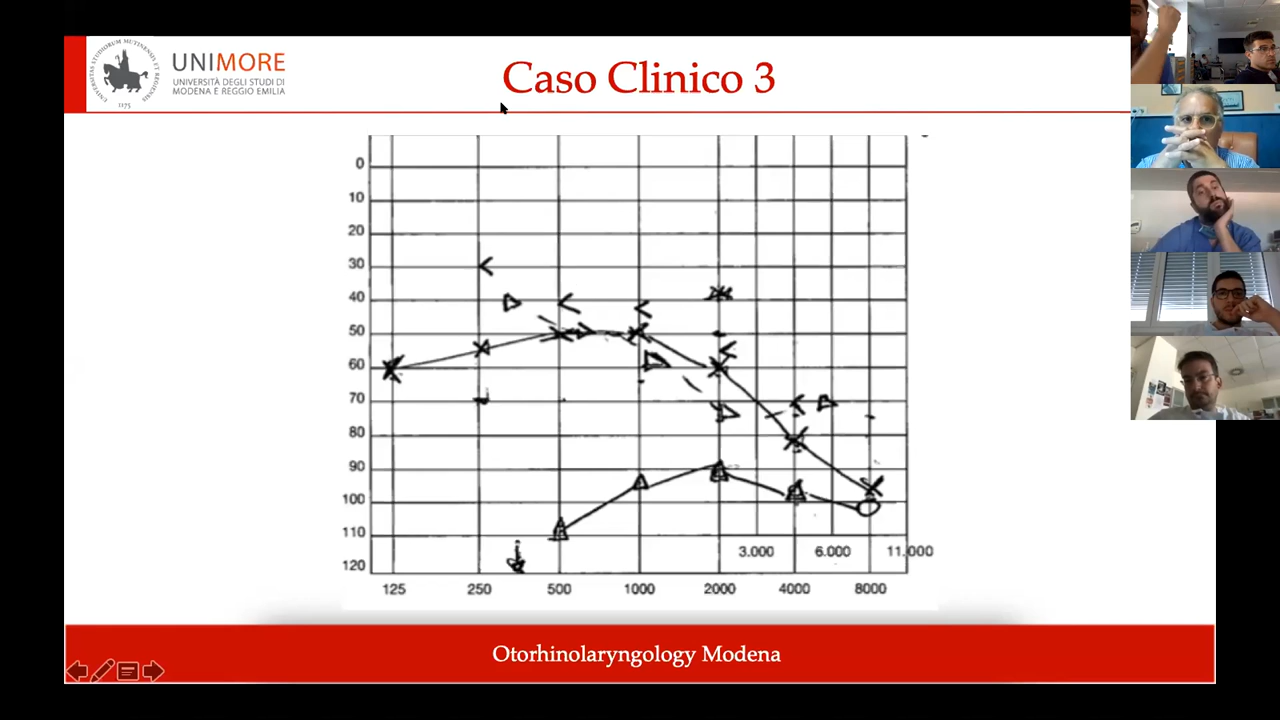 UNIMORE
UNIVERSITÀ DEGLI STUDI DI
MODENA E REGGIO EMILIA
1175
Caso Clinico 3
0
10
20
30
40
50
60
70
80
90
100
110
120
3.000 6.000 11.000
125 250 500 1000 2000 4000 8000
Otorhinolaryngology Modena